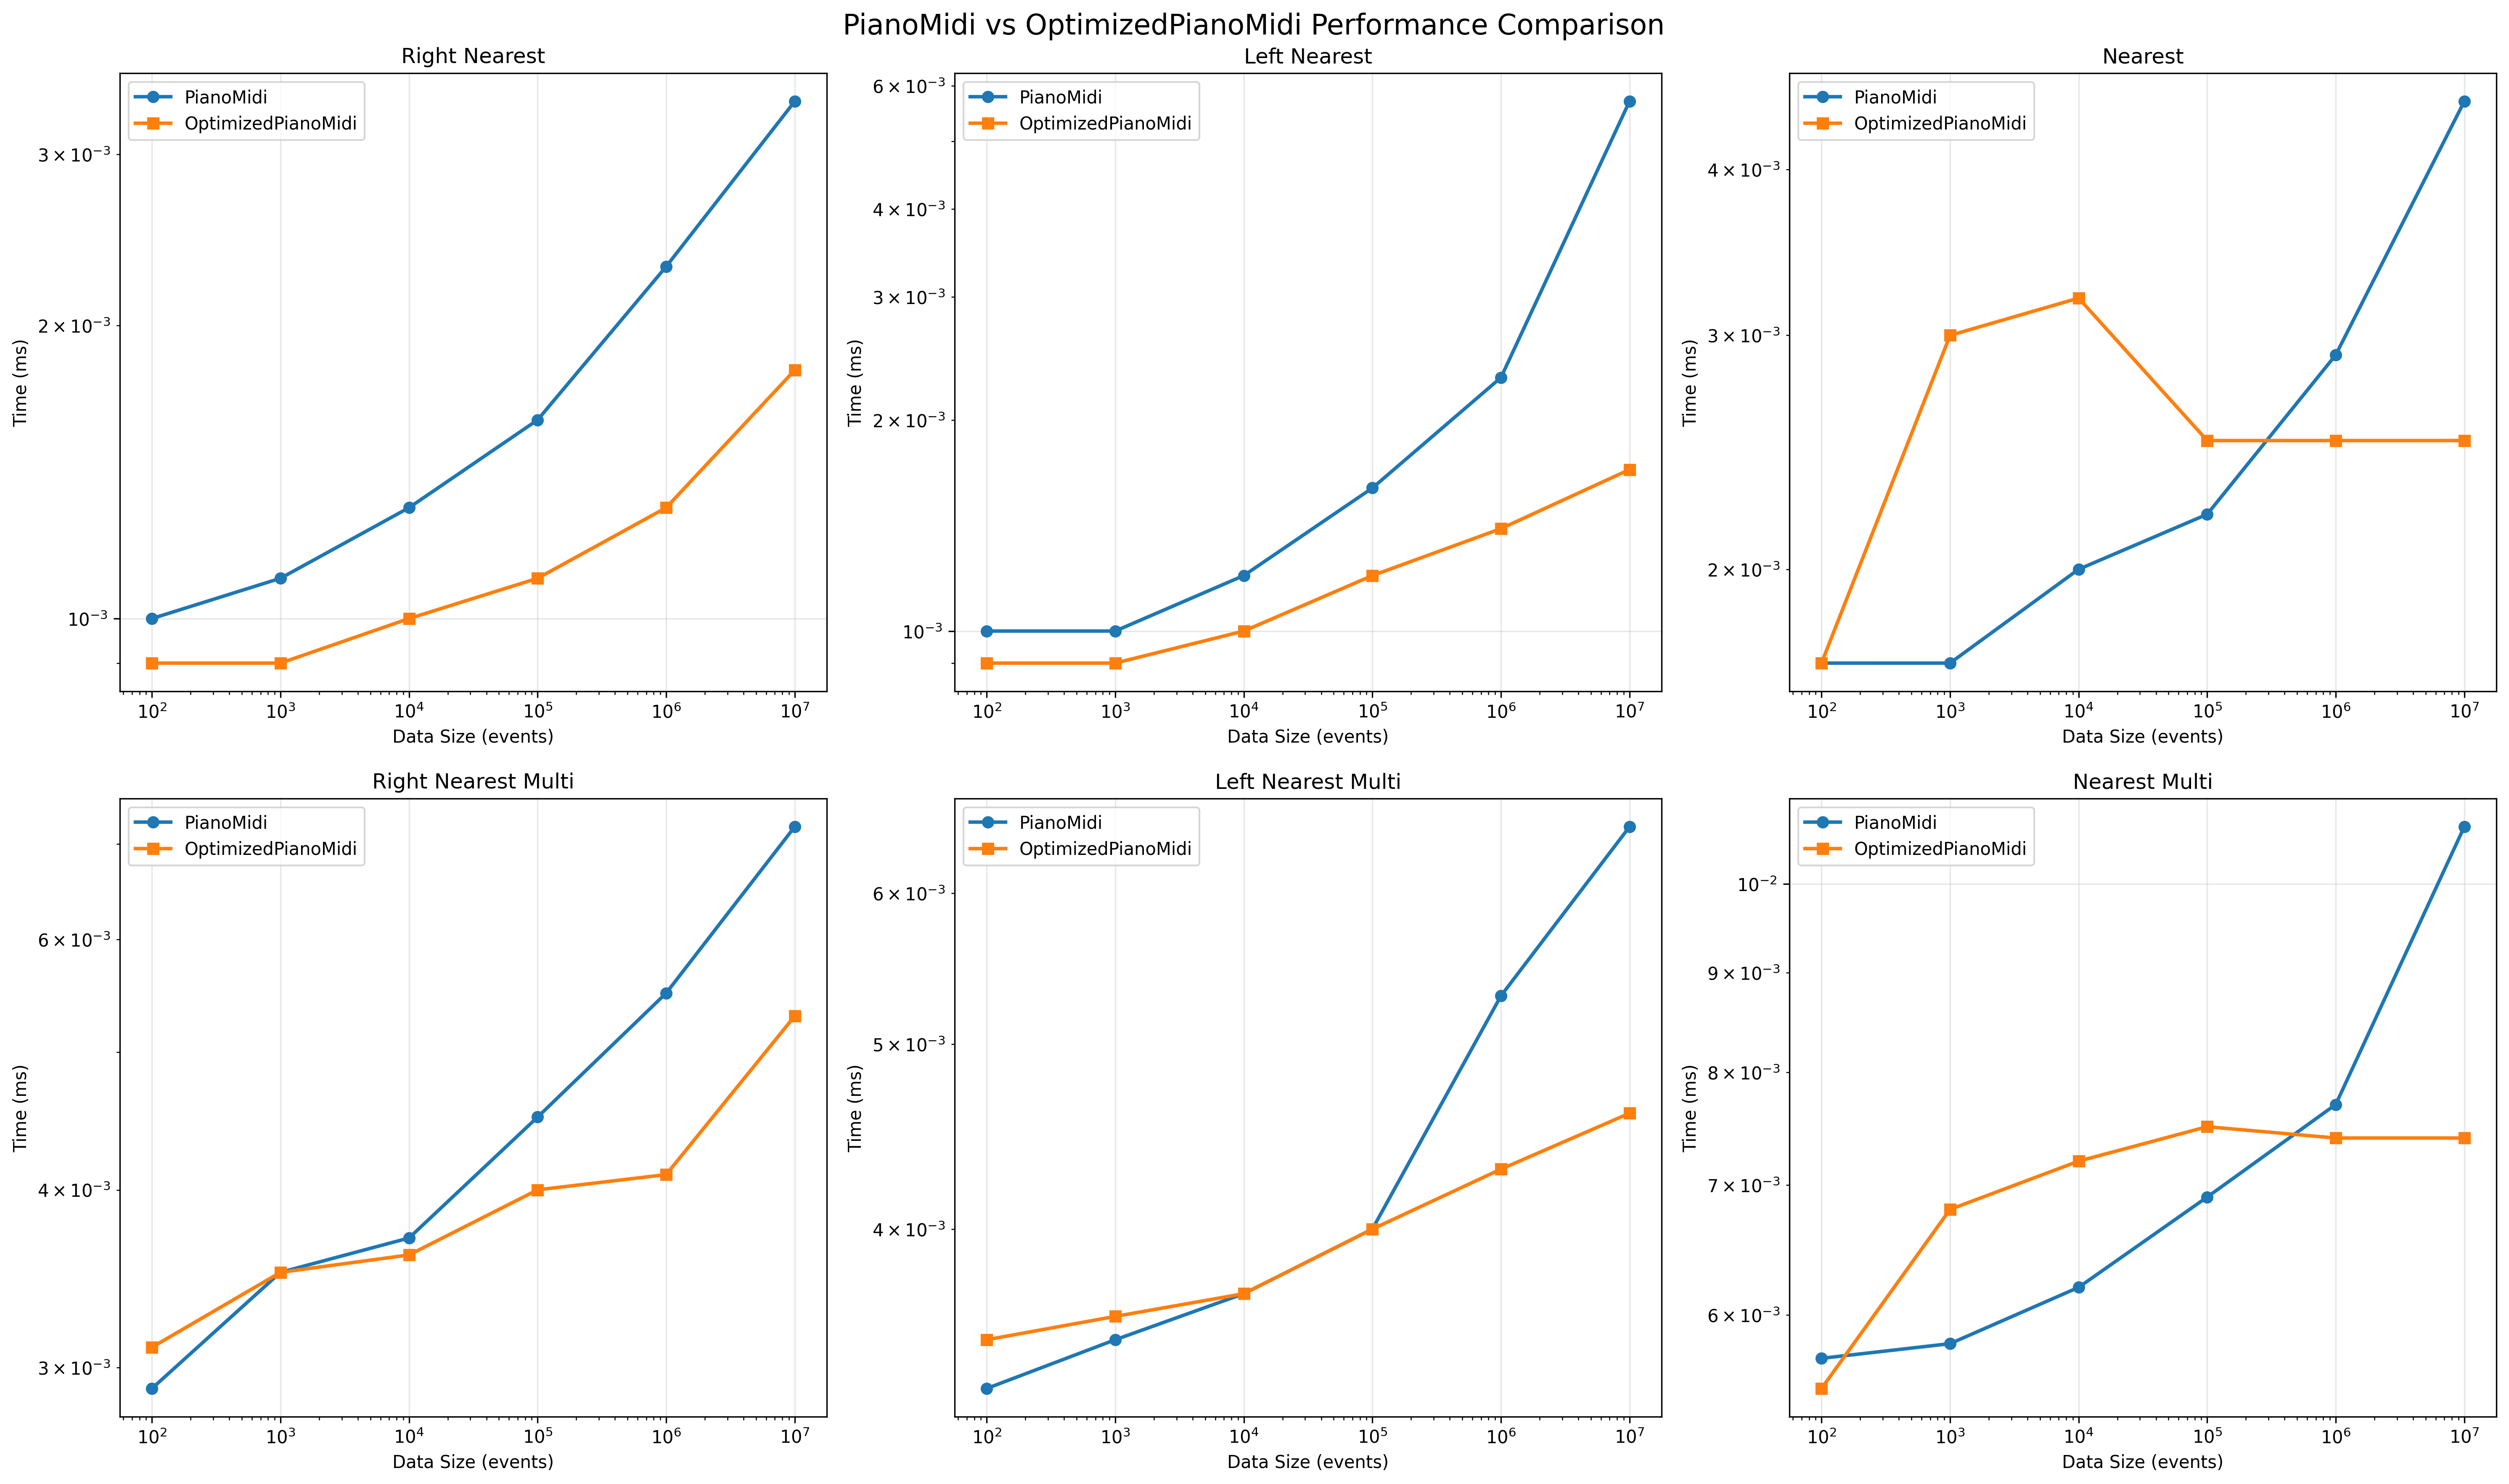 PianoMidi vs OptimizedPianoMidi Performance Comparison
Right Nearest
PianoMidi
OptimizedPianoMidi
3 × 10⁻³
2 × 10⁻³
10⁻³
Time (ms)
10² 10³ 10⁴ 10⁵ 10⁶ 10⁷
Data Size (events)
Left Nearest
PianoMidi
OptimizedPianoMidi
6 × 10⁻³
4 × 10⁻³
3 × 10⁻³
2 × 10⁻³
10⁻³
Time (ms)
10² 10³ 10⁴ 10⁵ 10⁶ 10⁷
Data Size (events)
Nearest
PianoMidi
OptimizedPianoMidi
4 × 10⁻³
3 × 10⁻³
2 × 10⁻³
Time (ms)
10² 10³ 10⁴ 10⁵ 10⁶ 10⁷
Data Size (events)
Right Nearest Multi
PianoMidi
OptimizedPianoMidi
6 × 10⁻³
4 × 10⁻³
3 × 10⁻³
Time (ms)
10² 10³ 10⁴ 10⁵ 10⁶ 10⁷
Data Size (events)
Left Nearest Multi
PianoMidi
OptimizedPianoMidi
6 × 10⁻³
5 × 10⁻³
4 × 10⁻³
Time (ms)
10² 10³ 10⁴ 10⁵ 10⁶ 10⁷
Data Size (events)
Nearest Multi
PianoMidi
OptimizedPianoMidi
10⁻²
9 × 10⁻³
8 × 10⁻³
7 × 10⁻³
6 × 10⁻³
Time (ms)
10² 10³ 10⁴ 10⁵ 10⁶ 10⁷
Data Size (events)